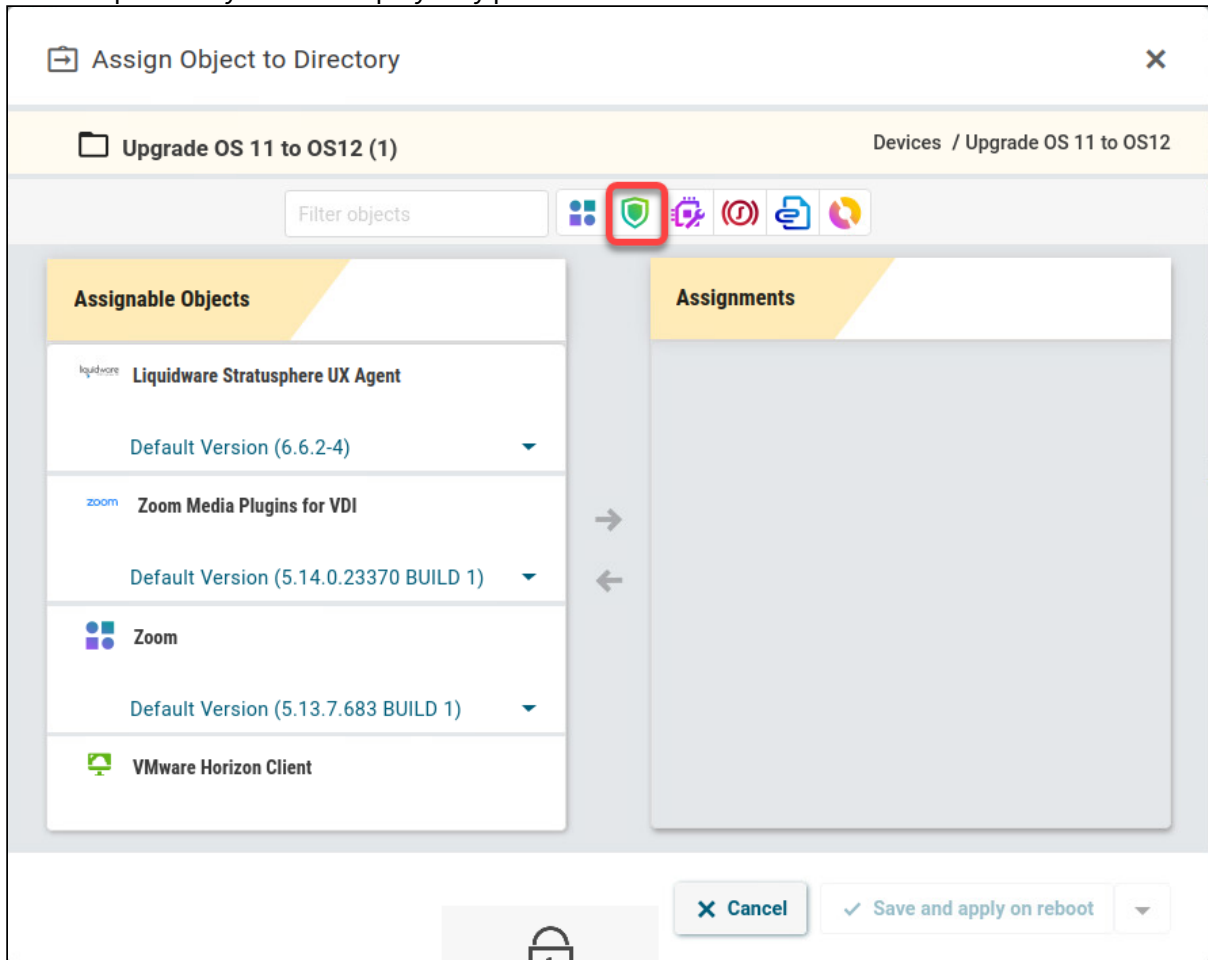 Assign Object to Directory
Upgrade OS 11 to OS12 (1)
Devices / Upgrade OS 11 to OS12
Filter objects
Assignable Objects
Assignments
liquidware Liquidware Stratusphere UX Agent
Default Version (6.6.2-4)
zoom Zoom Media Plugins for VDI
Default Version (5.14.0.23370 BUILD 1)
Zoom
Default Version (5.13.7.683 BUILD 1)
VMware Horizon Client
Cancel
Save and apply on reboot